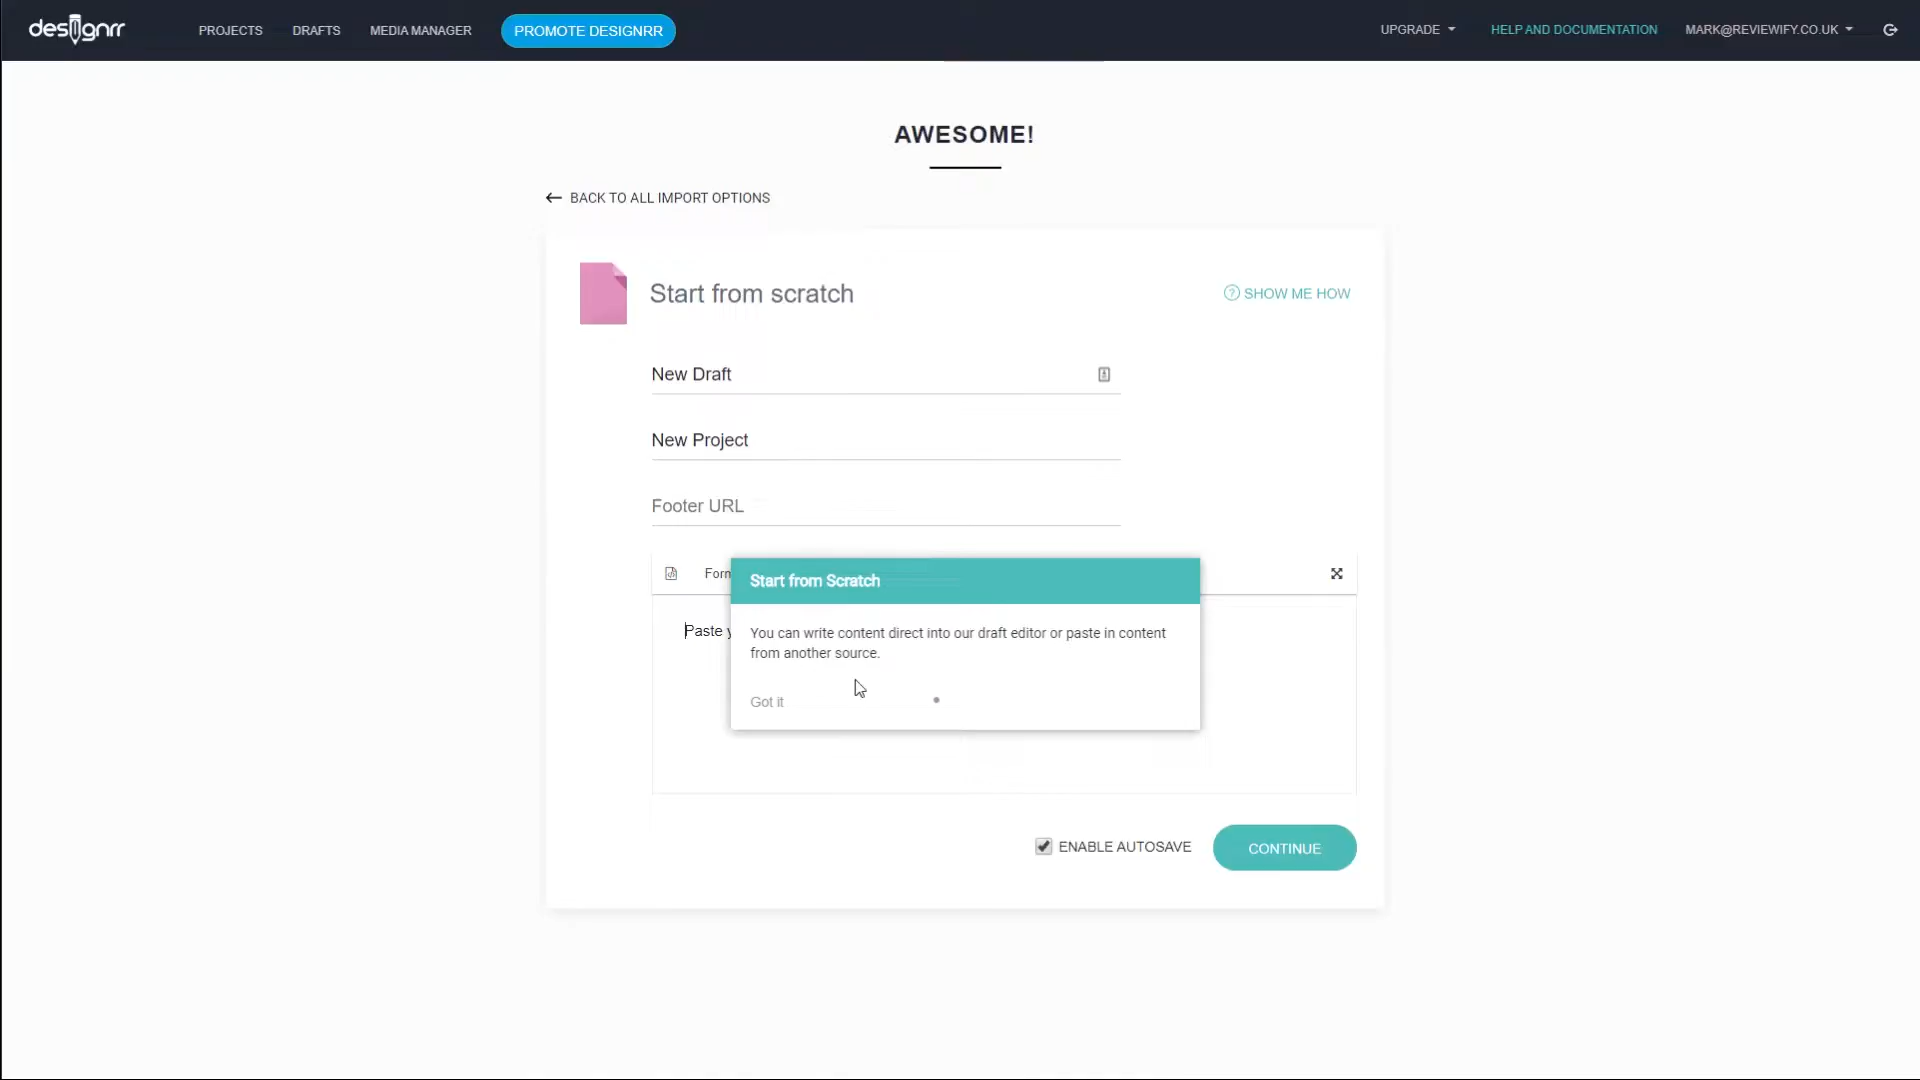 designrr
PROJECTS DRAFTS MEDIA MANAGER PROMOTE DESIGNRR UPGRADE HELP AND DOCUMENTATION MARK@REVIEWIFY.CO.UK
AWESOME!
BACK TO ALL IMPORT OPTIONS
Start from scratch
? SHOW ME HOW
New Draft
New Project
Footer URL
Form
Start from Scratch
Paste y
You can write content direct into our draft editor or paste in content
from another source.
Got it
ENABLE AUTOSAVE CONTINUE